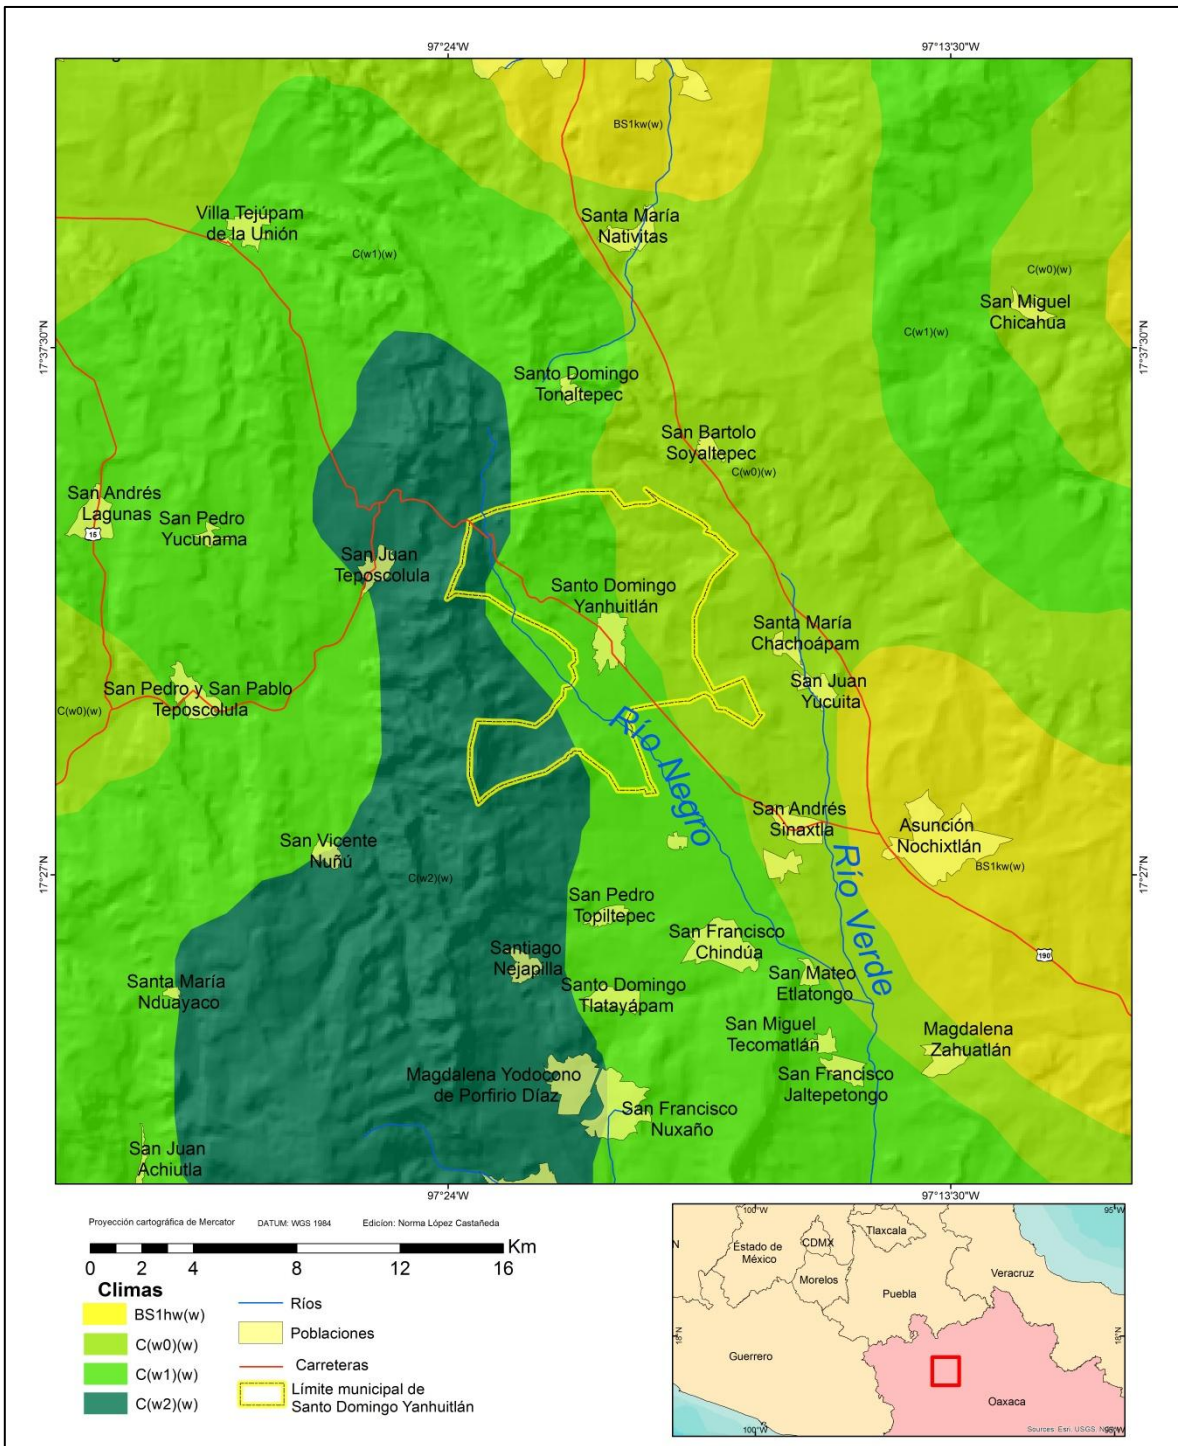 97°24'W
97°13'30"W
BS1kw(w)
Villa Tejúpam
de la Unión
Santa María
Nativitas
C(w1)(w)
C(w0)(w)
San Miguel
Chicahua
C(w1)(w)
17°37'30"N
17°37'30"N
Santo Domingo
Tonaltepec
San Bartolo
Soyaltepec
C(w0)(w)
San Andrés
Lagunas
15
San Pedro
Yucunama
San Juan
Teposcolula
Santo Domingo
Yanhuitlán
Santa María
Chachoápam
San Juan
Yucuita
San Pedro y San Pablo
Teposcolula
C(w0)(w)
Río Negro
San Andrés
Sinaxtla
Asunción
Nochixtlán
BS1kw(w)
San Vicente
Nuñú
17°27'N
17°27'N
C(w2)(w)
Río Verde
San Pedro
Topiltepec
San Francisco
Chindúa
Santiago
Nejapilla
190
San Mateo
Etlatongo
Santa María
Nduayaco
Santo Domingo
Tlatayápam
San Miguel
Tecomatlán
Magdalena
Zahuatlán
San Francisco
Jaltepetongo
Magdalena Yodocono
de Porfirio Díaz
San Francisco
Nuxaño
San Juan
Achiutla
97°24'W
97°13'30"W
Proyección cartográfica de Mercator DATUM: WGS 1984 Edicíon: Norma López Castañeda
Km
0 2 4 8 12 16
Climas
BS1hw(w)
C(w0)(w)
C(w1)(w)
C(w2)(w)
Ríos
Poblaciones
Carreteras
Límite municipal de
Santo Domingo Yanhuitlán
100°W
95°W
Tlaxcala
CDMX
Estado de
México
Morelos
Veracruz
Puebla
18°N
18°N
Guerrero
Oaxaca
100°W
95°W
Sources: Esri, USGS,